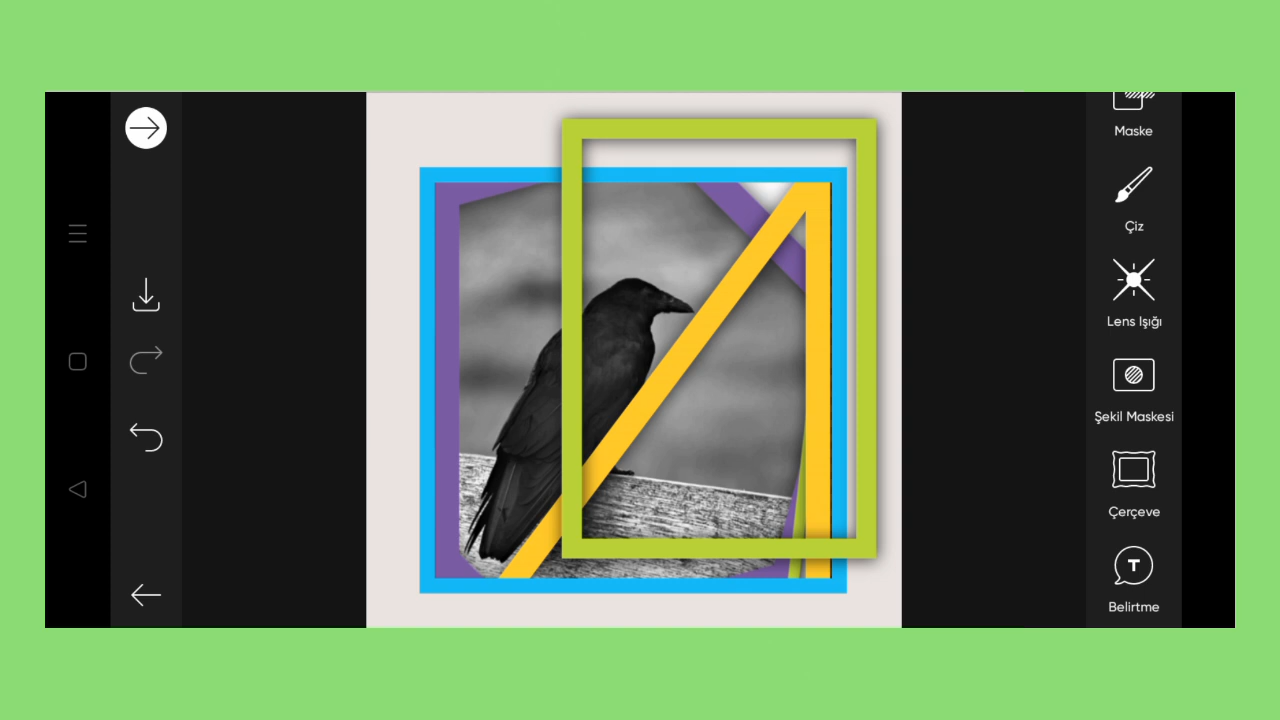 Maske
Çiz
Lens Işığı
Şekil Maskesi
Çerçeve
T
Belirtme